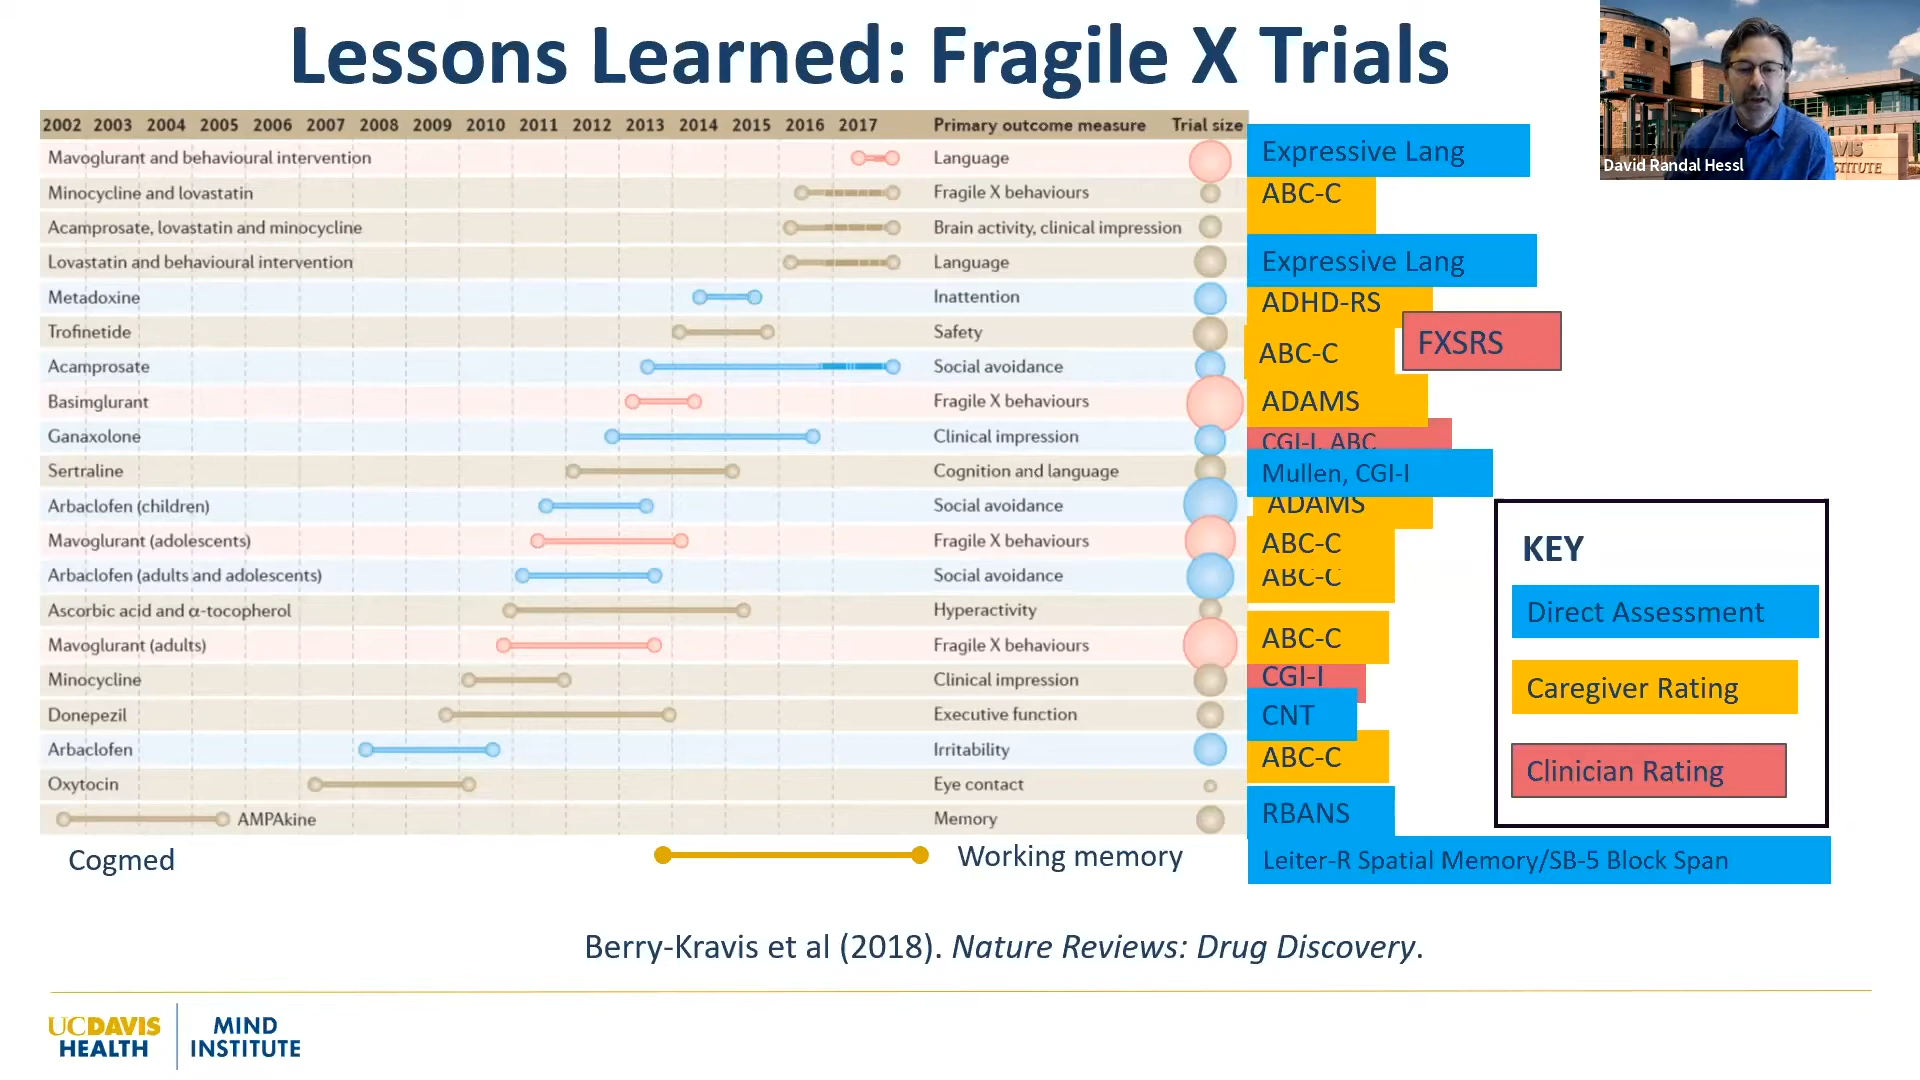 Lessons Learned: Fragile X Trials
David Randal Hessl
2002 2003 2004 2005 2006 2007 2008 2009 2010 2011 2012 2013 2014 2015 2016 2017 Primary outcome measure Trial size
Mavoglurant and behavioural intervention Language Expressive Lang
Minocycline and lovastatin Fragile X behaviours ABC-C
Acamprosate, lovastatin and minocycline Brain activity, clinical impression
Lovastatin and behavioural intervention Language Expressive Lang
Metadoxine Inattention ADHD-RS
Trofinetide Safety FXSRS
Acamprosate Social avoidance ABC-C
Basimglurant Fragile X behaviours ADAMS
Ganaxolone Clinical impression CGI-I, ABC
Sertraline Cognition and language Mullen, CGI-I
Arbaclofen (children) Social avoidance ADAMS
Mavoglurant (adolescents) Fragile X behaviours ABC-C
Arbaclofen (adults and adolescents) Social avoidance ABC-C
Ascorbic acid and α-tocopherol Hyperactivity
Mavoglurant (adults) Fragile X behaviours ABC-C
Minocycline Clinical impression CGI-I
Donepezil Executive function CNT
Arbaclofen Irritability ABC-C
Oxytocin Eye contact
AMPAkine Memory RBANS
Cogmed Working memory Leiter-R Spatial Memory/SB-5 Block Span
KEY
Direct Assessment
Caregiver Rating
Clinician Rating
Berry-Kravis et al (2018). Nature Reviews: Drug Discovery.
UCDAVIS
HEALTH
MIND
INSTITUTE